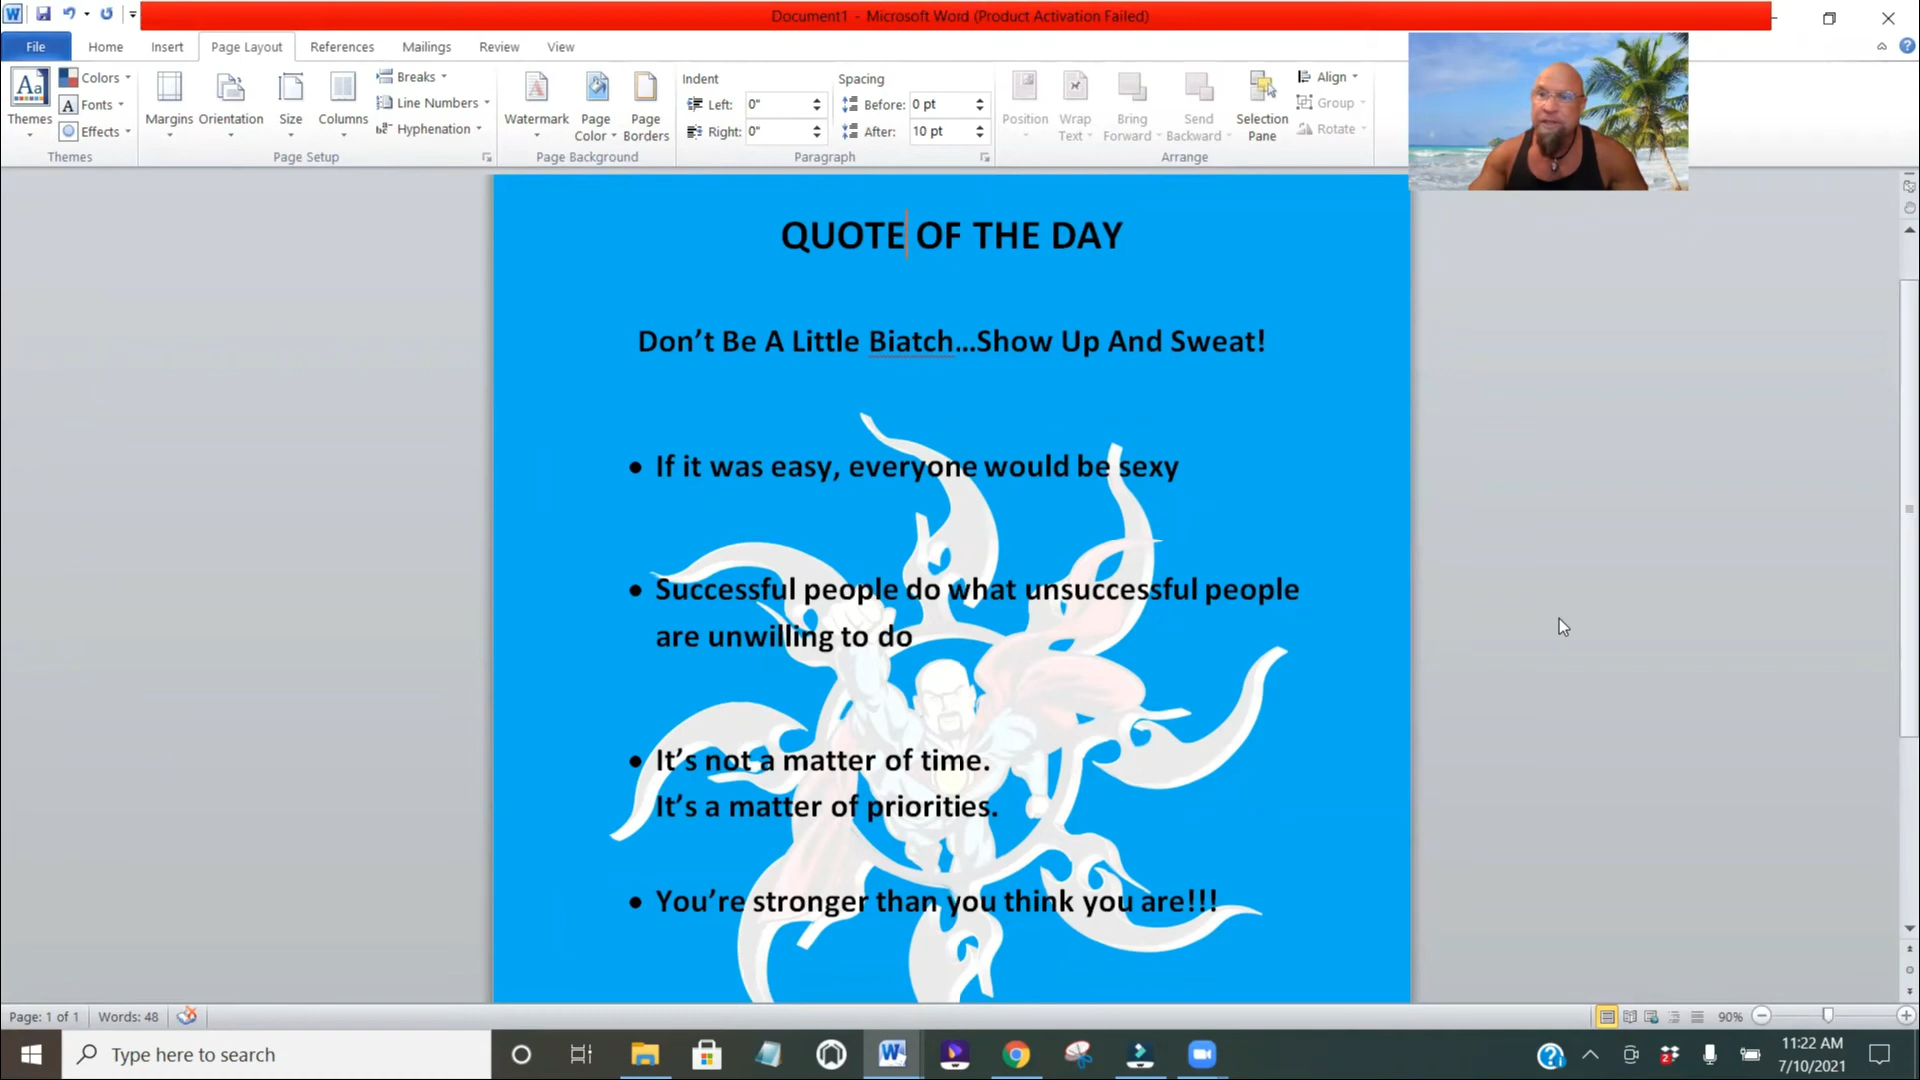 Document1 - Microsoft Word (Product Activation Failed)
File Home Insert Page Layout References Mailings Review View
Themes
Colors
Fonts
Effects
Themes
Margins
Orientation
Size
Columns
Breaks
Line Numbers
Hyphenation
Page Setup
Watermark
Page Color
Page Borders
Page Background
Indent
Left: 0"
Right: 0"
Spacing
Before: 0 pt
After: 10 pt
Paragraph
Position
Wrap Text
Bring Forward
Send Backward
Selection Pane
Align
Group
Rotate
Arrange
QUOTE OF THE DAY
Don’t Be A Little Biatch…Show Up And Sweat!
• If it was easy, everyone would be sexy
• Successful people do what unsuccessful people
are unwilling to do
• It’s not a matter of time.
It’s a matter of priorities.
• You’re stronger than you think you are!!!
Page: 1 of 1 Words: 48 90%
Type here to search
11:22 AM
7/10/2021